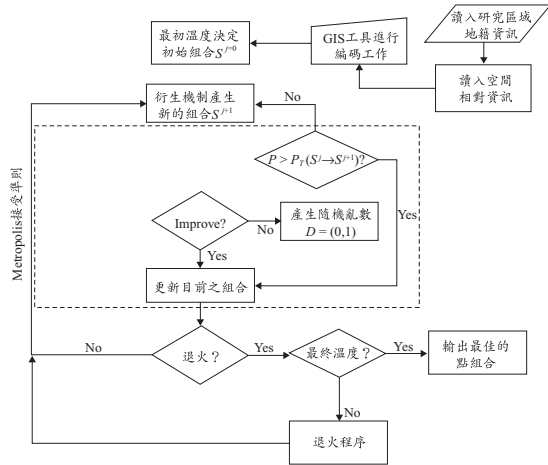 讀入研究區域
地籍資訊
GIS工具進行
編碼工作
最初溫度決定
初始組合S^{j=0}
讀入空間
相對資訊
衍生機制產生
新的組合S^{j+1}
No
P > P_T(S^j→S^{j+1})?
Yes
Improve?
No
產生隨機亂數
D = (0,1)
Yes
更新目前之組合
Metropolis接受準則
退火？
No
Yes
最終溫度？
Yes
輸出最佳的
點組合
No
退火程序